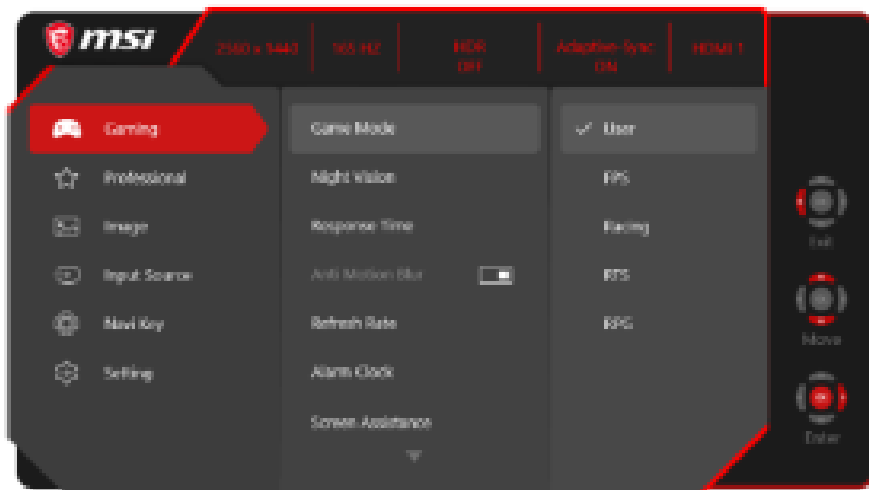 msi
2560 x 1440
165 HZ
HDR
OFF
Adaptive-Sync
ON
HDMI 1
Gaming
Professional
Image
Input Source
Navi Key
Setting
Game Mode
Night Vision
Response Time
Anti Motion Blur
Refresh Rate
Alarm Clock
Screen Assistance
User
FPS
Racing
RTS
RPG
Exit
Move
Enter